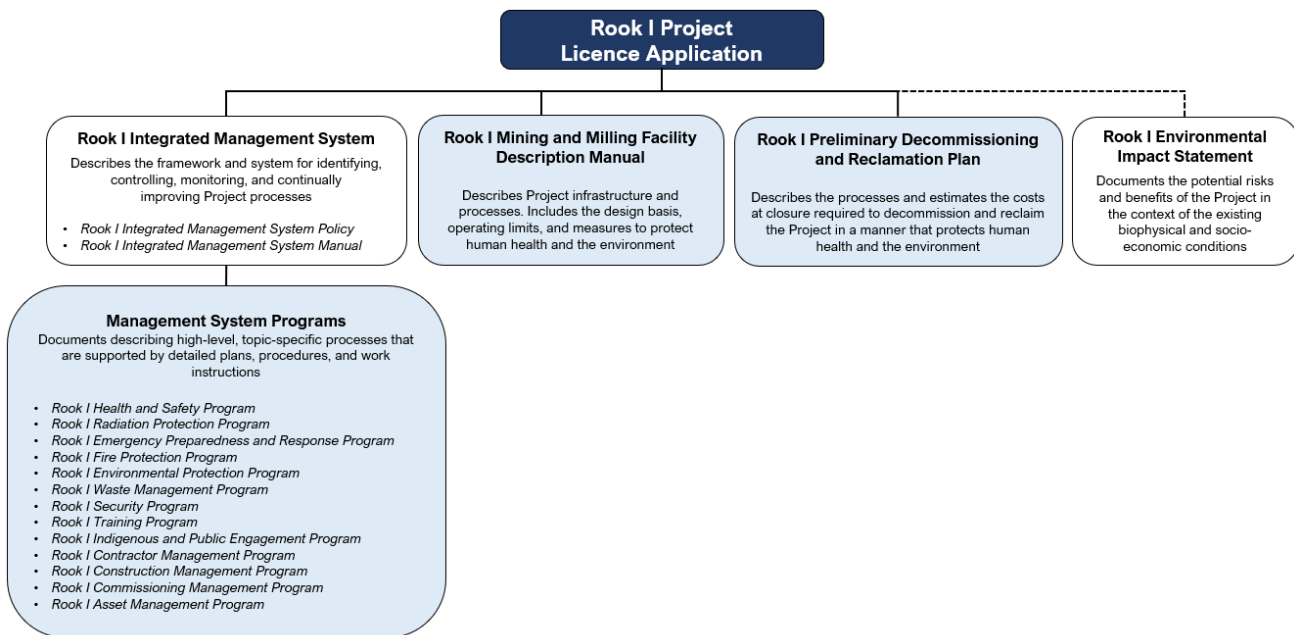 Rook I Project
Licence Application
Rook I Integrated Management System
Describes the framework and system for identifying,
controlling, monitoring, and continually
improving Project processes
• Rook I Integrated Management System Policy
• Rook I Integrated Management System Manual
Rook I Mining and Milling Facility
Description Manual
Describes Project infrastructure and
processes. Includes the design basis,
operating limits, and measures to protect
human health and the environment
Rook I Preliminary Decommissioning
and Reclamation Plan
Describes the processes and estimates the costs
at closure required to decommission and reclaim
the Project in a manner that protects human
health and the environment
Rook I Environmental
Impact Statement
Documents the potential risks
and benefits of the Project in
the context of the existing
biophysical and socio-
economic conditions
Management System Programs
Documents describing high-level, topic-specific processes that
are supported by detailed plans, procedures, and work
instructions
• Rook I Health and Safety Program
• Rook I Radiation Protection Program
• Rook I Emergency Preparedness and Response Program
• Rook I Fire Protection Program
• Rook I Environmental Protection Program
• Rook I Waste Management Program
• Rook I Security Program
• Rook I Training Program
• Rook I Indigenous and Public Engagement Program
• Rook I Contractor Management Program
• Rook I Construction Management Program
• Rook I Commissioning Management Program
• Rook I Asset Management Program